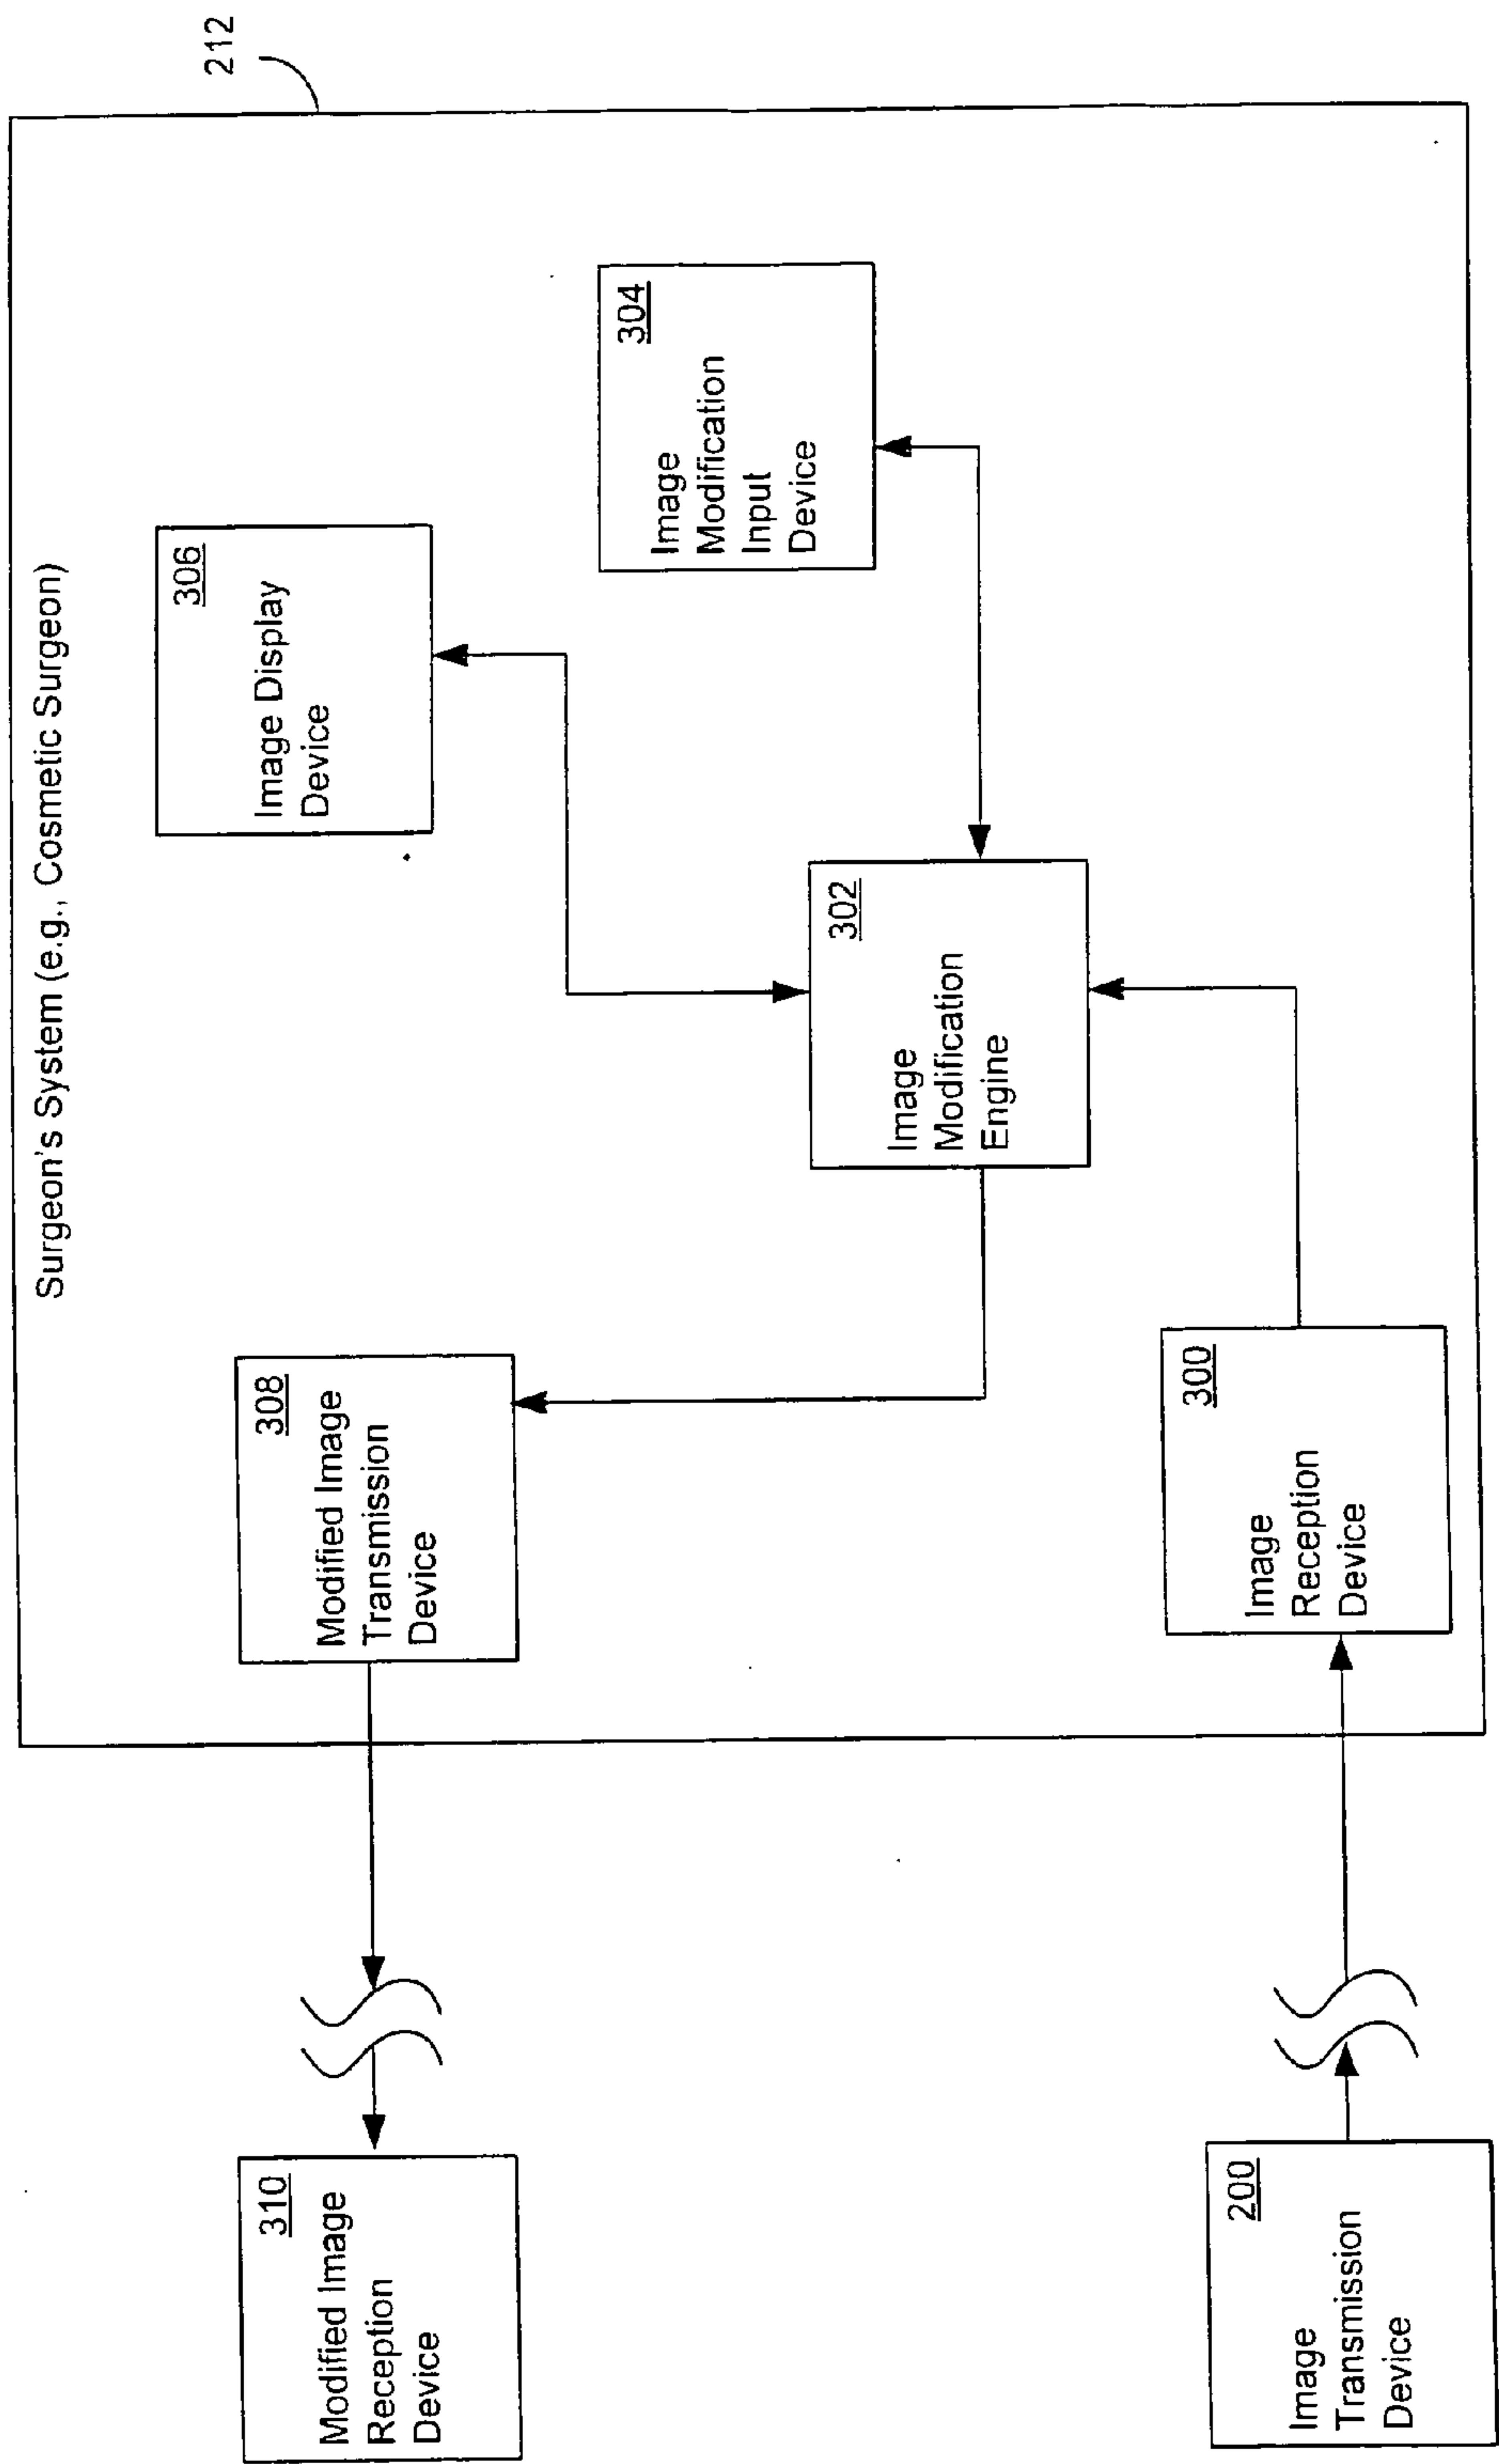 Surgeon's System (e.g., Cosmetic Surgeon)
212
306
Image Display
Device
304
Image
Modification
Input
Device
302
Image
Modification
Engine
308
Modified Image
Transmission
Device
300
Image
Reception
Device
310
Modified Image
Reception
Device
200
Image
Transmission
Device